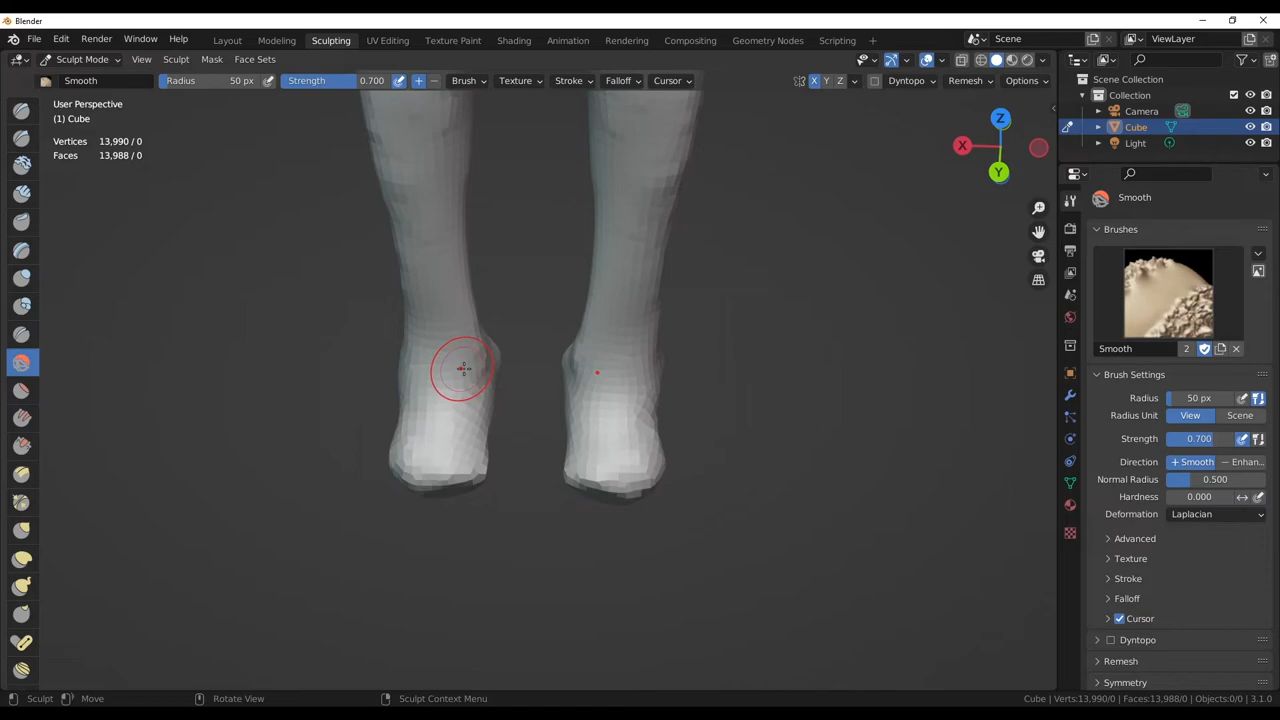 Blender
File Edit Render Window Help Layout Modeling Sculpting UV Editing Texture Paint Shading Animation Rendering Compositing Geometry Nodes Scripting + Scene ViewLayer
Sculpt Mode View Sculpt Mask Face Sets
Smooth Radius 50 px Strength 0.700 + − Brush Texture Stroke Falloff Cursor X Y Z Dyntopo Remesh Options
User Perspective
(1) Cube
Vertices 13,990 / 0
Faces 13,988 / 0
Z
X
Y
Scene Collection
Collection
Camera
Cube
Light
Smooth
Brushes
Smooth 2
Brush Settings
Radius 50 px
Radius Unit View Scene
Strength 0.700
Direction + Smooth − Enhan...
Normal Radius 0.500
Hardness 0.000
Deformation Laplacian
Advanced
Texture
Stroke
Falloff
Cursor
Dyntopo
Remesh
Symmetry
Sculpt Move Rotate View Sculpt Context Menu Cube | Verts:13,990/0 | Faces:13,988/0 | Objects:0/0 | 3.1.0